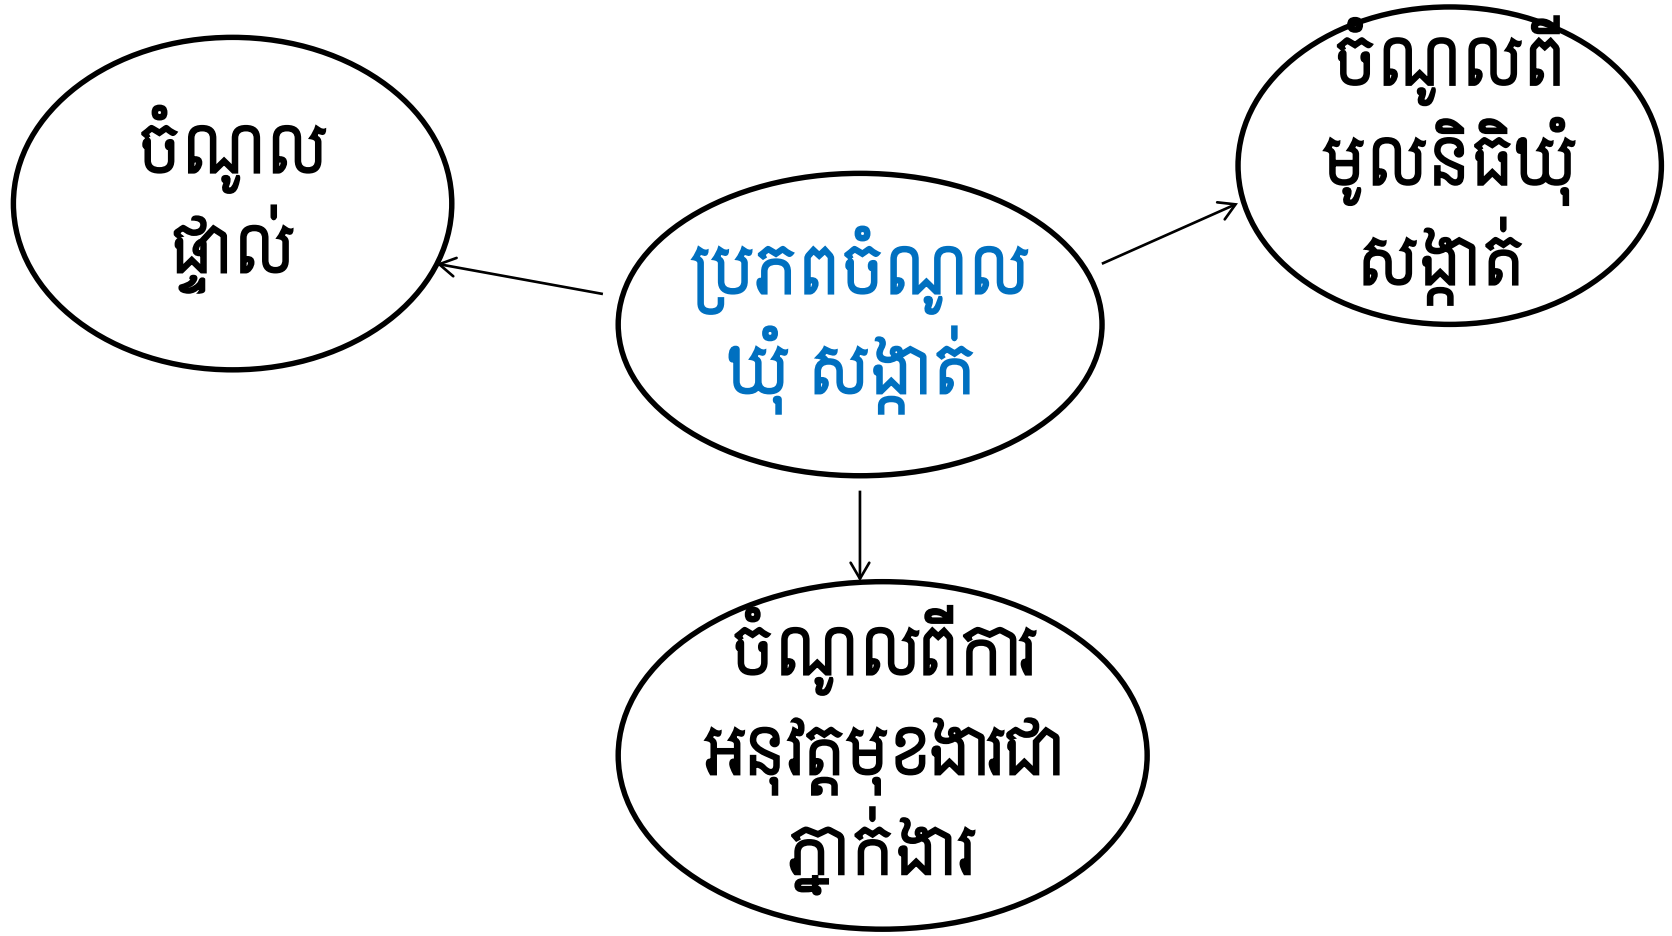 ចំណូល
ផ្ទាល់
ប្រភពចំណូល
ឃុំ សង្កាត់
ចំណូលពី
មូលនិធិឃុំ
សង្កាត់
ចំណូលពីការ
អនុវត្តមុខងារជា
ភ្នាក់ងារ